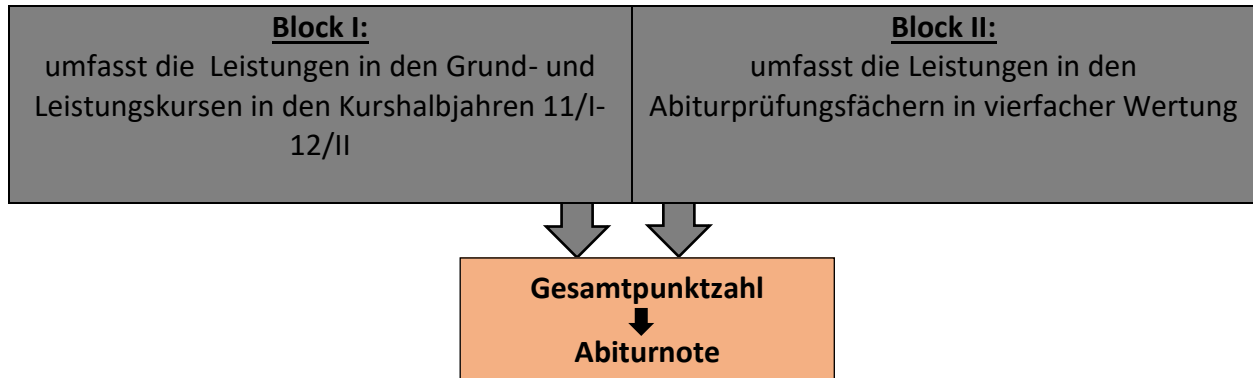 Block I:
umfasst die  Leistungen in den Grund- und
Leistungskursen in den Kurshalbjahren 11/I-
12/II
Block II:
umfasst die Leistungen in den
Abiturprüfungsfächern in vierfacher Wertung
Gesamtpunktzahl
Abiturnote